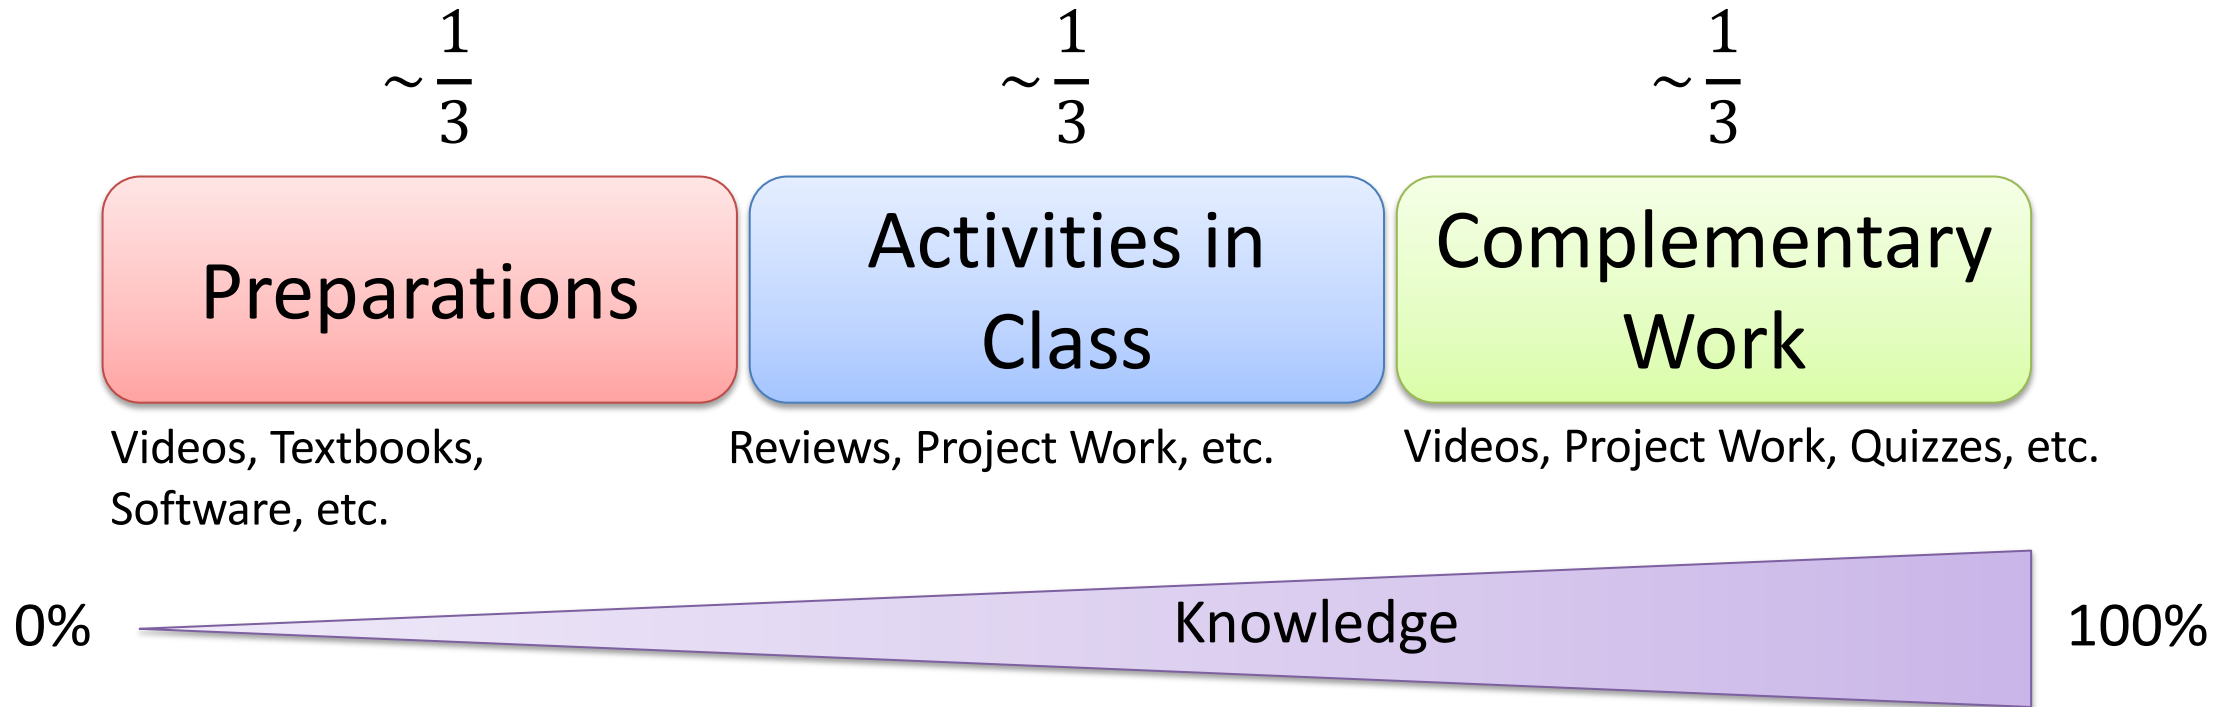 ~ 1/3
~ 1/3
~ 1/3
Preparations
Activities in
Class
Complementary
Work
Videos, Textbooks,
Software, etc.
Reviews, Project Work, etc.
Videos, Project Work, Quizzes, etc.
0%
Knowledge
100%